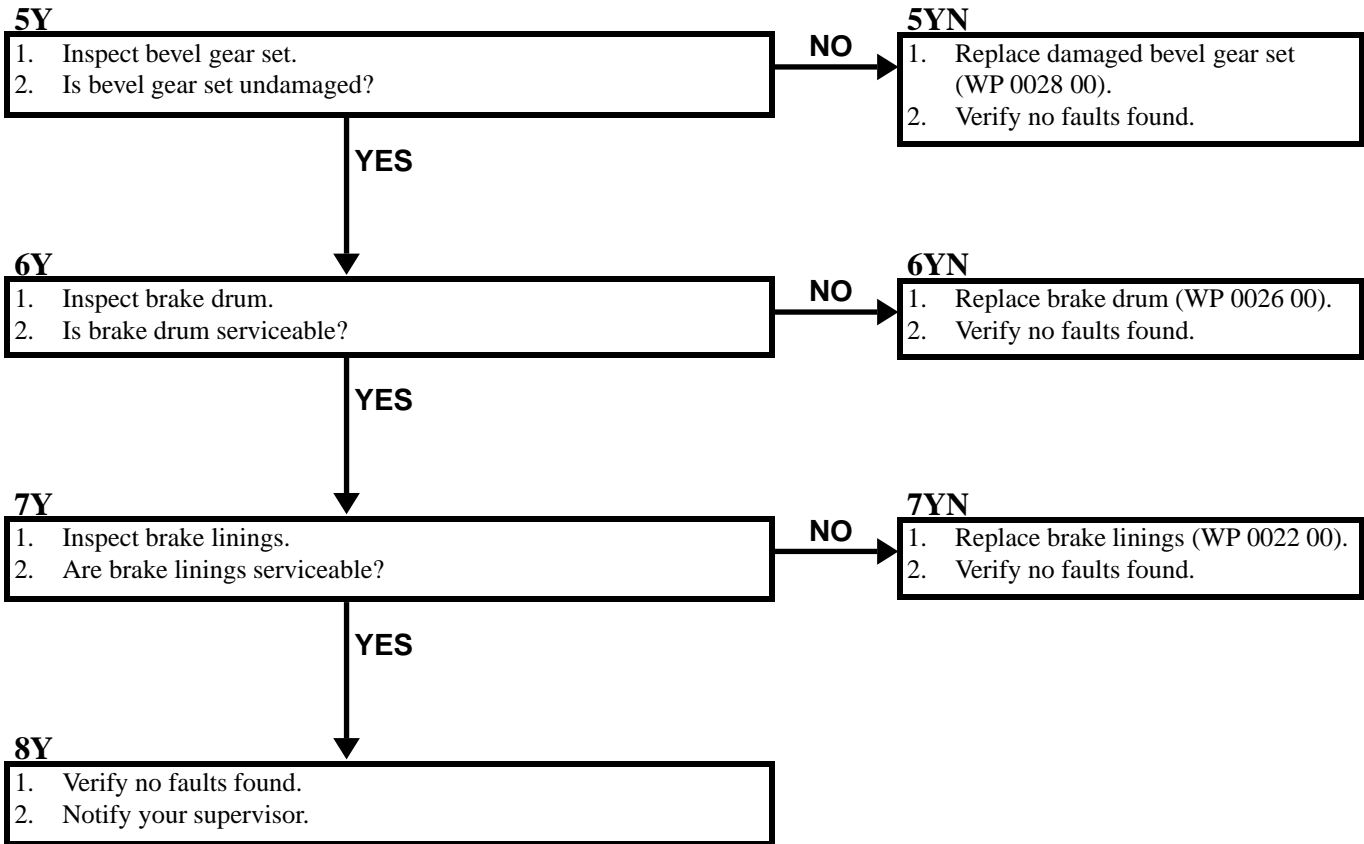 5Y
1. Inspect bevel gear set.
2. Is bevel gear set undamaged?
NO
5YN
1. Replace damaged bevel gear set
(WP 0028 00).
2. Verify no faults found.
YES
6Y
1. Inspect brake drum.
2. Is brake drum serviceable?
NO
6YN
1. Replace brake drum (WP 0026 00).
2. Verify no faults found.
YES
7Y
1. Inspect brake linings.
2. Are brake linings serviceable?
NO
7YN
1. Replace brake linings (WP 0022 00).
2. Verify no faults found.
YES
8Y
1. Verify no faults found.
2. Notify your supervisor.